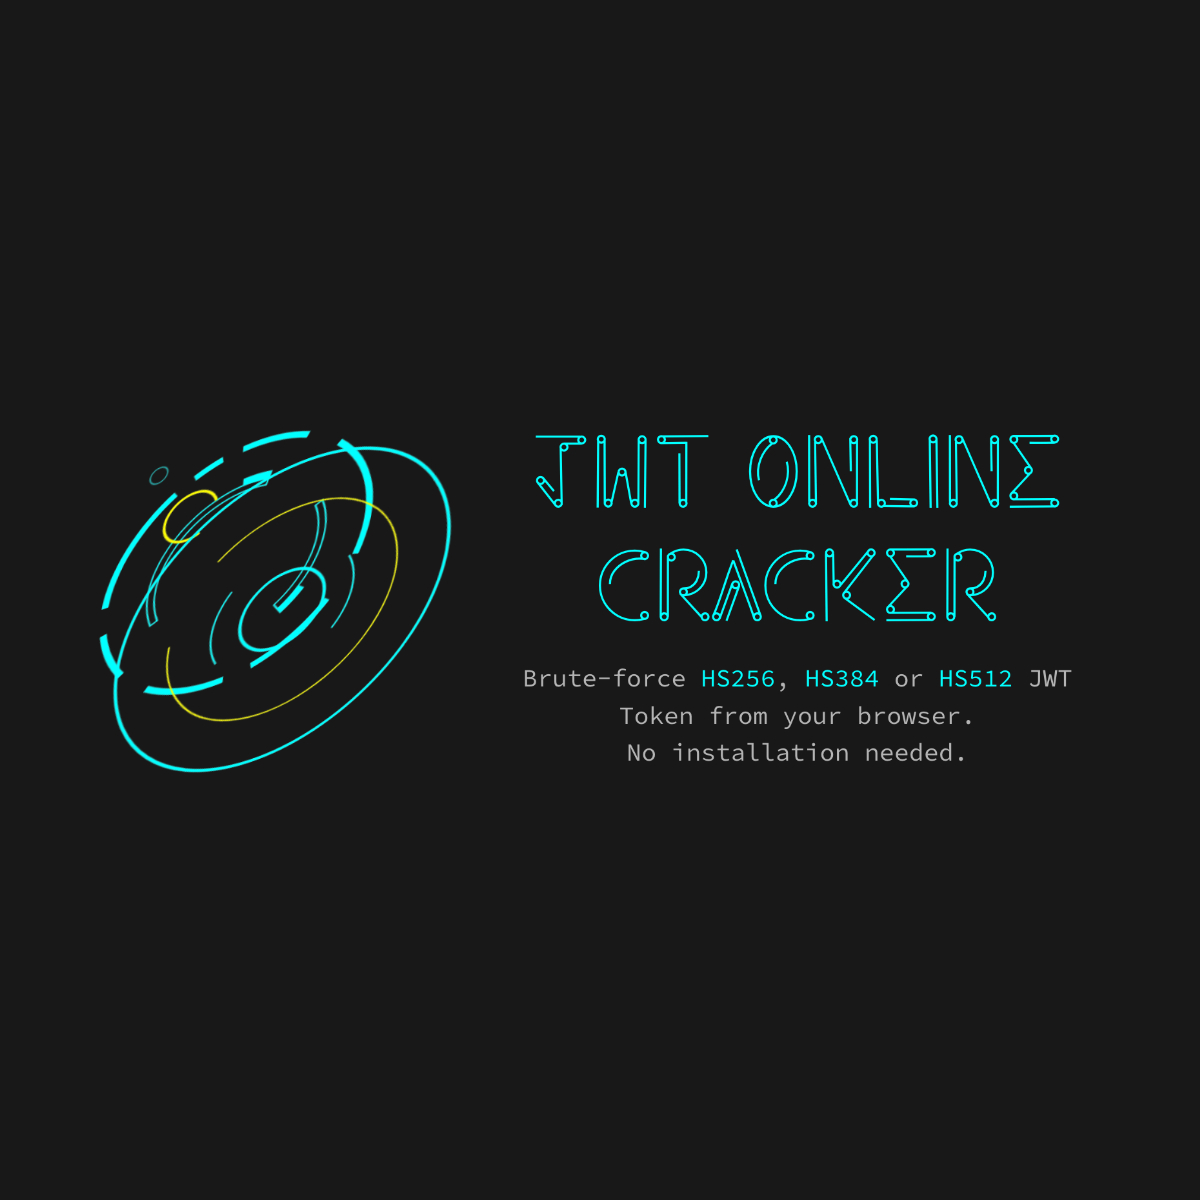 JWT ONLINE
CRACKER
Brute-force HS256, HS384 or HS512 JWT
Token from your browser.
No installation needed.